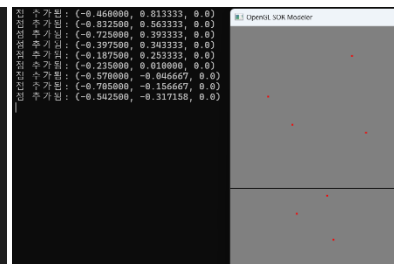 점 추가됨: (-0.460000, 0.813333, 0.0)
점 추가됨: (-0.832500, 0.563333, 0.0)
점 추가됨: (-0.725000, 0.393333, 0.0)
점 추가됨: (-0.397500, 0.343333, 0.0)
점 추가됨: (-0.187500, 0.253333, 0.0)
점 추가됨: (-0.235000, 0.010000, 0.0)
점 추가됨: (-0.570000, -0.046667, 0.0)
점 추가됨: (-0.705000, -0.156667, 0.0)
점 추가됨: (-0.542500, -0.317158, 0.0)
OpenGL SOR Modeler